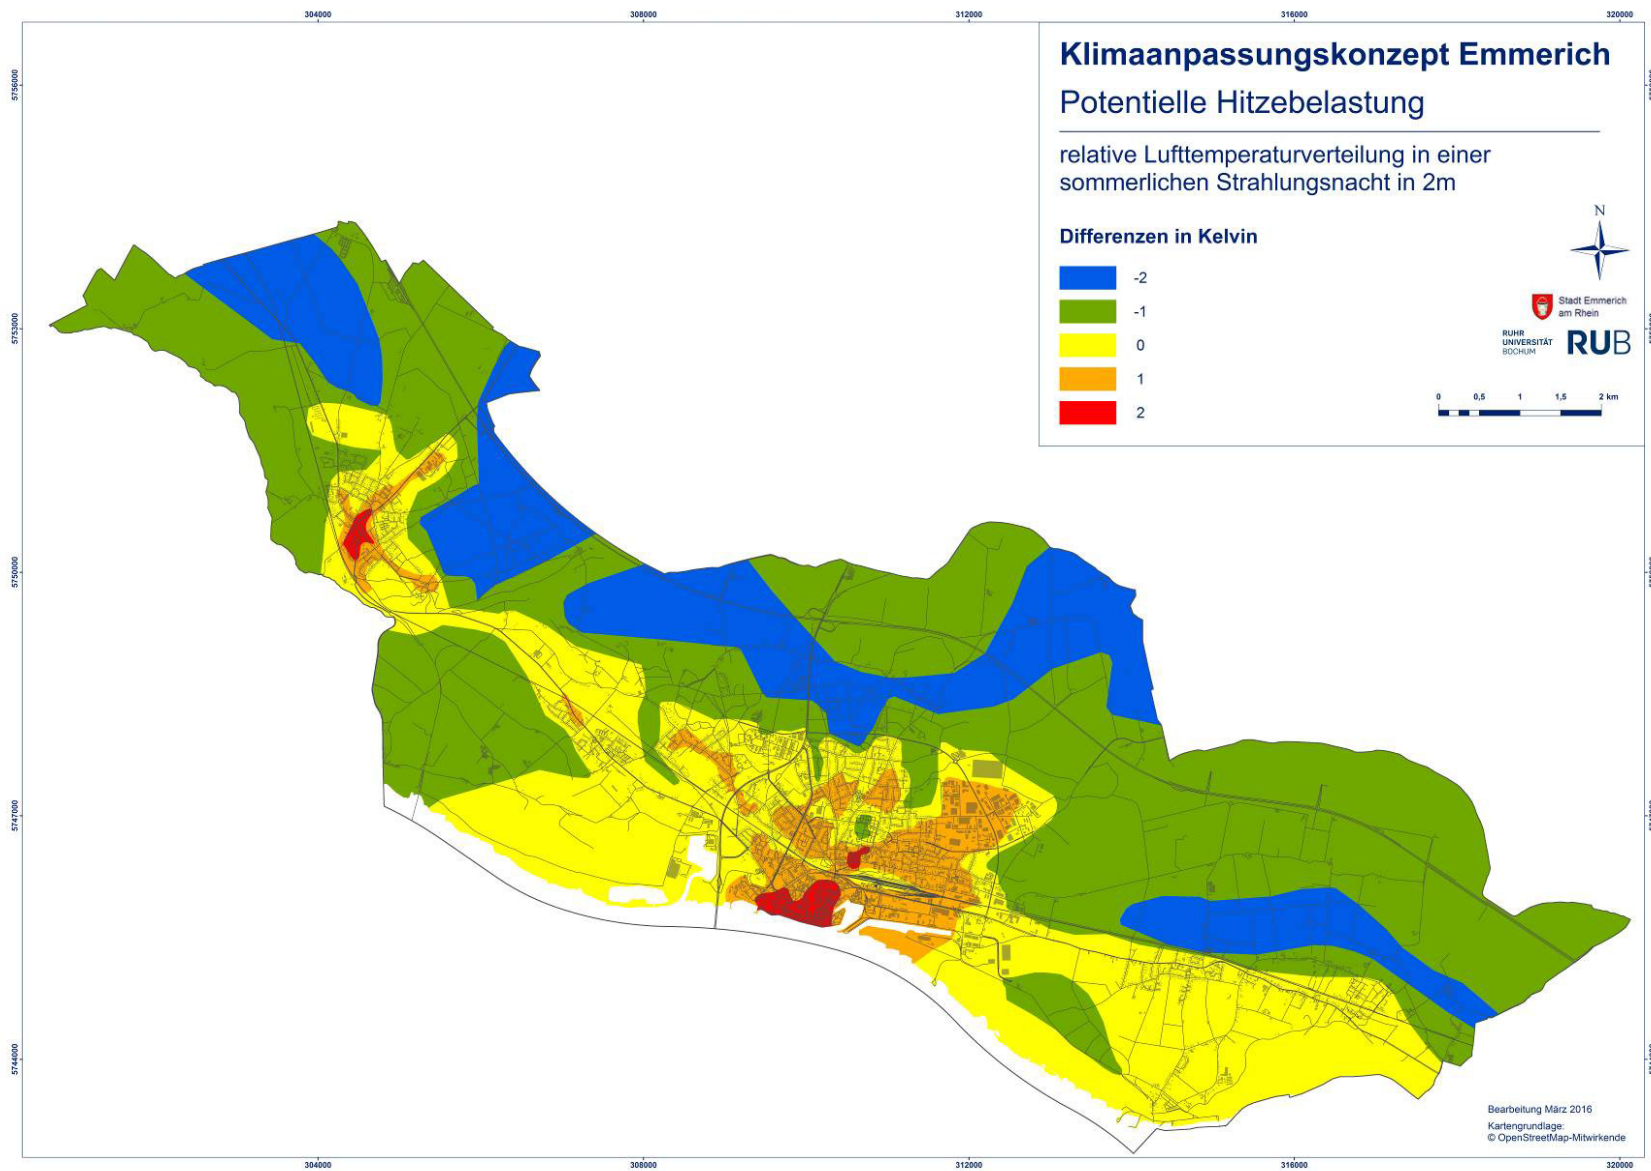 304000
308000
312000
316000
320000
5756000
5753000
5750000
5747000
5744000
Klimaanpassungskonzept Emmerich
Potentielle Hitzebelastung
relative Lufttemperaturverteilung in einer
sommerlichen Strahlungsnacht in 2m
Differenzen in Kelvin
-2
-1
0
1
2
N
Stadt Emmerich
am Rhein
RUHR
UNIVERSITÄT
BOCHUM
RUB
0 0,5 1 1,5 2 km
Bearbeitung März 2016
Kartengrundlage:
© OpenStreetMap-Mitwirkende
304000
308000
312000
316000
320000